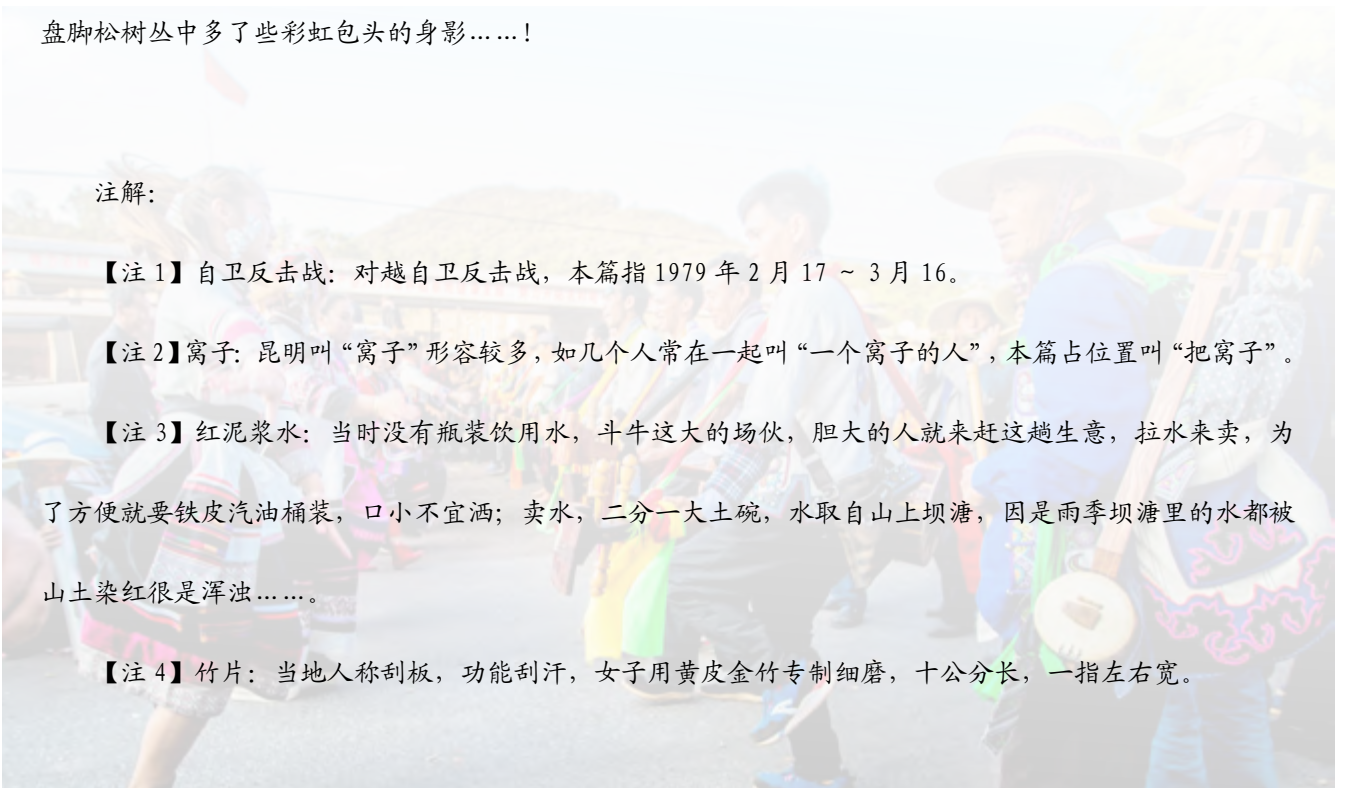 盘脚松树丛中多了些彩虹包头的身影……！
注解：
【注 1】自卫反击战：对越自卫反击战，本篇指 1979 年 2 月 17 ~ 3 月 16。
【注 2】窝子：昆明叫“窝子”形容较多，如几个人常在一起叫“一个窝子的人”，本篇占位置叫“把窝子”。
【注 3】红泥浆水：当时没有瓶装饮用水，斗牛这大的场伙，胆大的人就来赶这趟生意，拉水来卖，为
了方便就要铁皮汽油桶装，口小不宜洒；卖水，二分一大土碗，水取自山上坝塘，因是雨季坝塘里的水都被
山土染红很是浑浊……。
【注 4】竹片：当地人称刮板，功能刮汗，女子用黄皮金竹专制细磨，十公分长，一指左右宽。